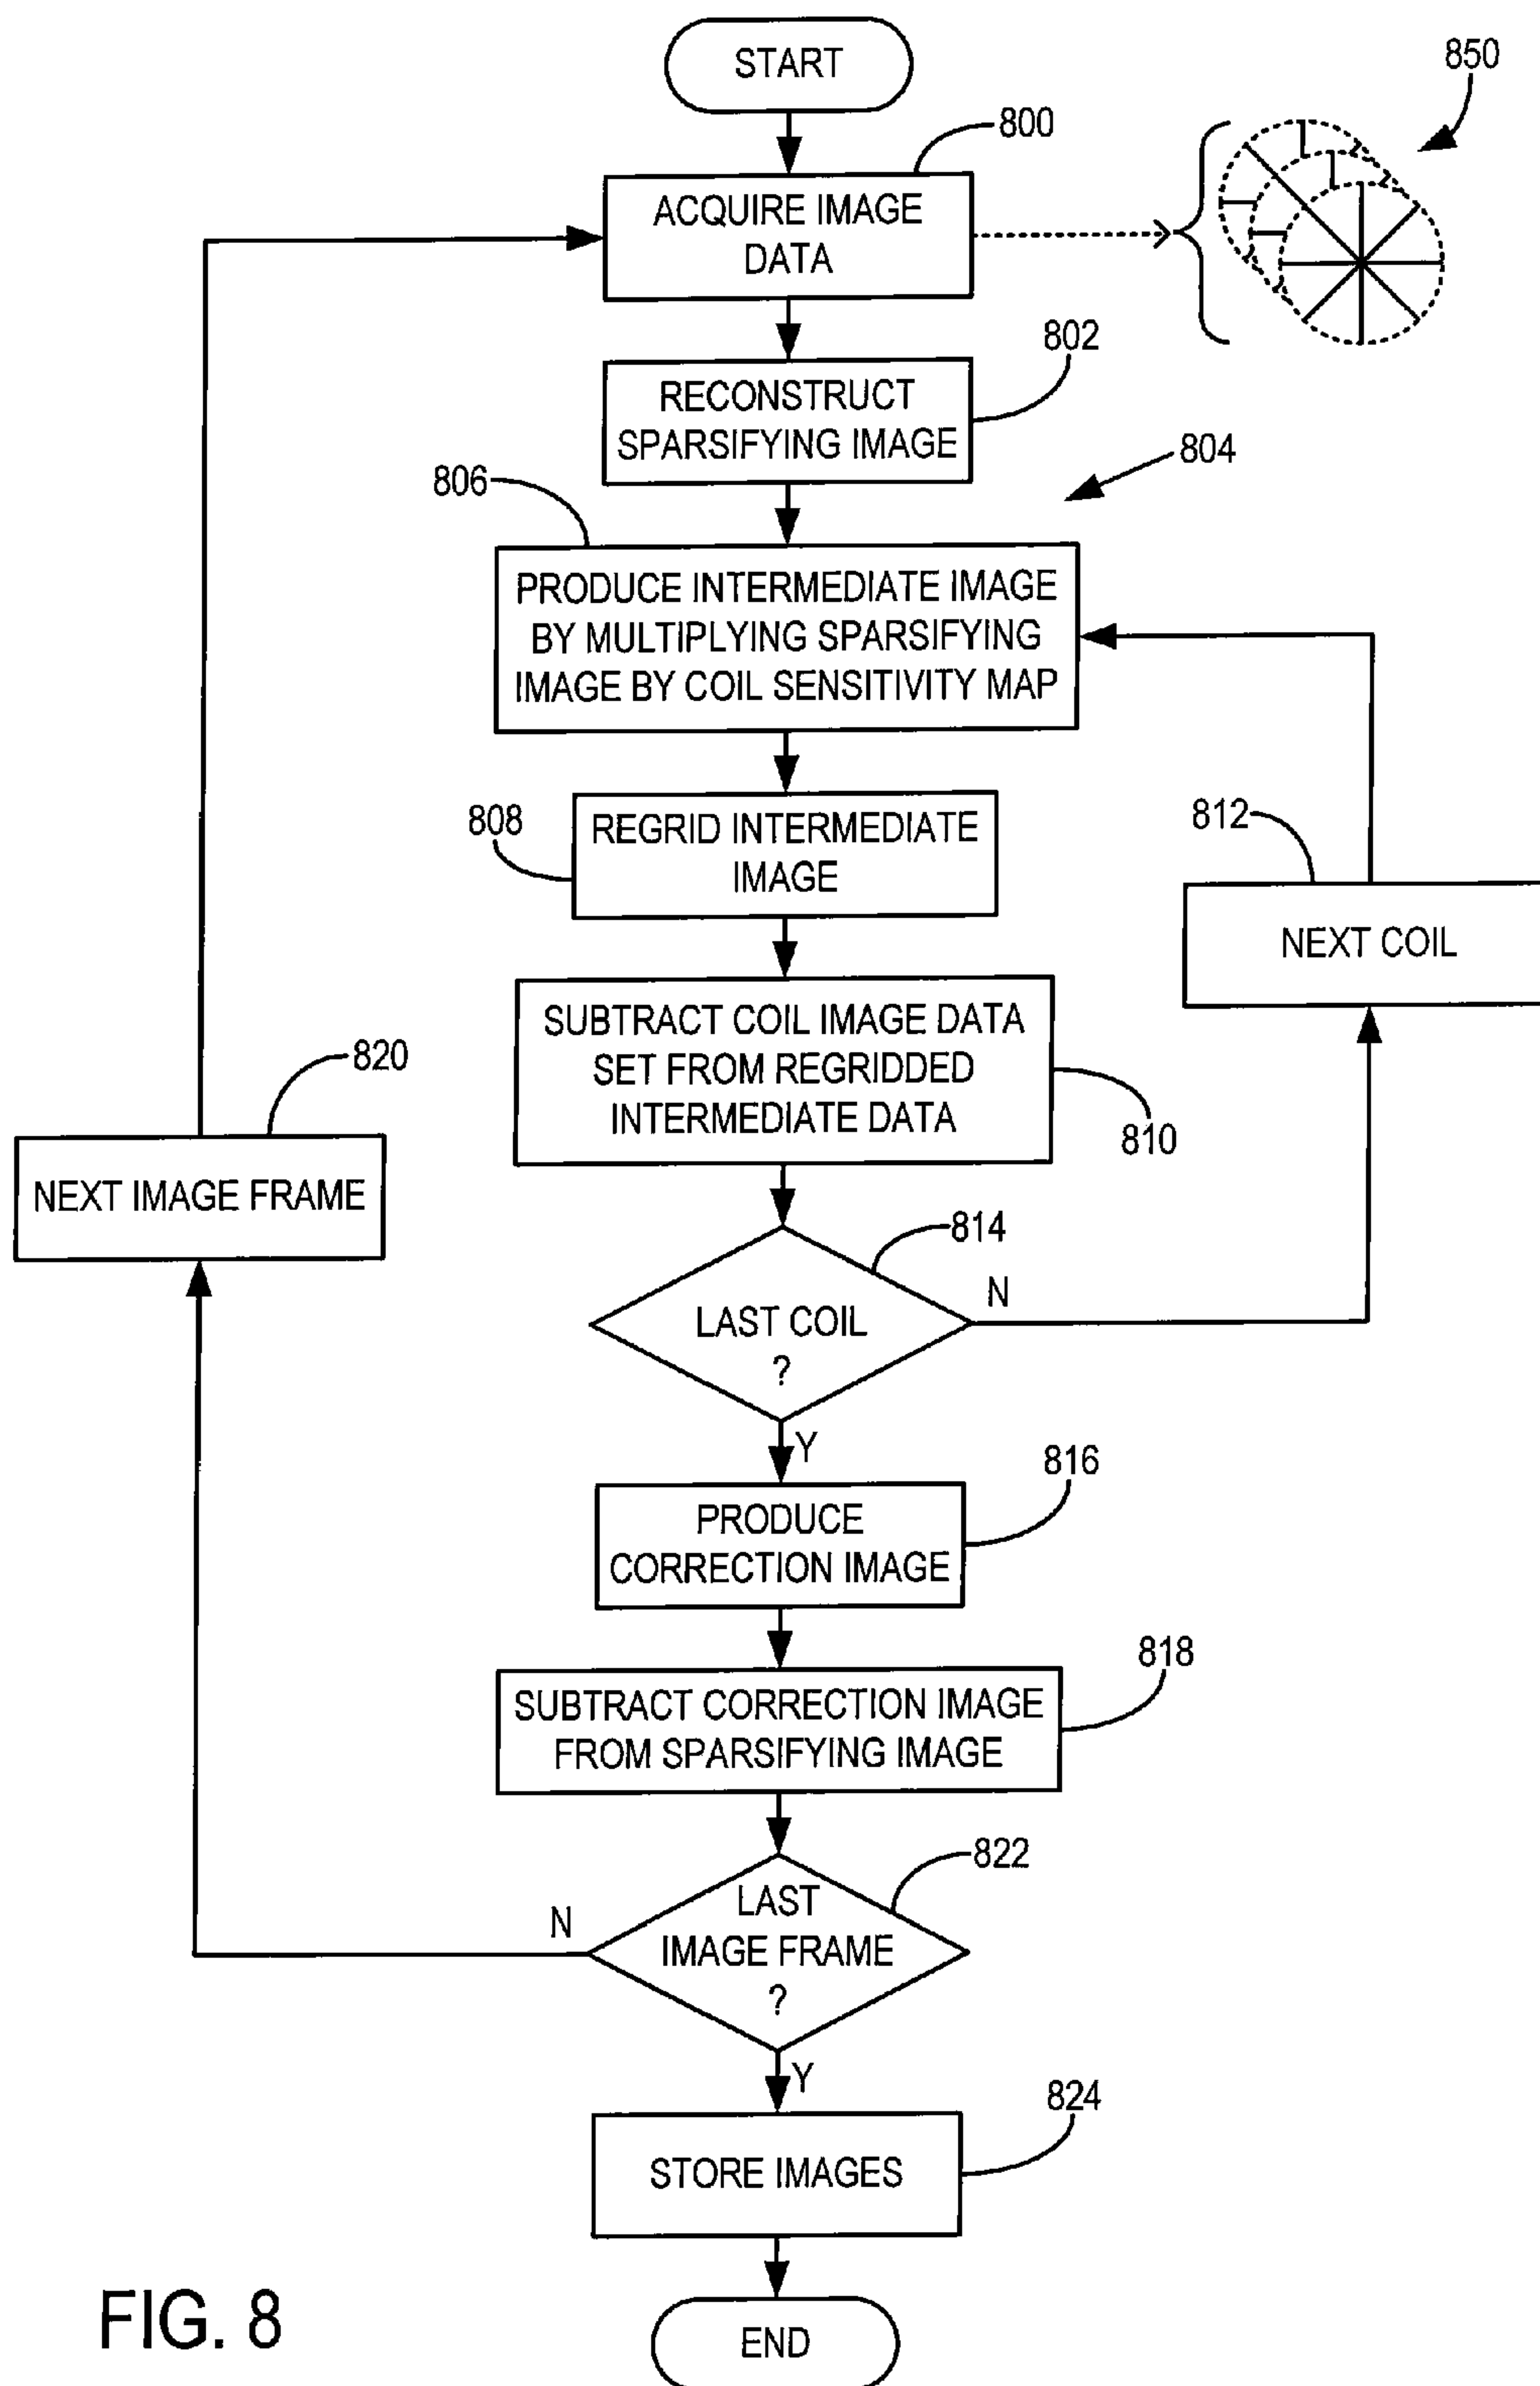 START
850
800
ACQUIRE IMAGE
DATA
802
RECONSTRUCT
SPARSIFYING IMAGE
804
806
PRODUCE INTERMEDIATE IMAGE
BY MULTIPLYING SPARSIFYING
IMAGE BY COIL SENSITIVITY MAP
808
REGRID INTERMEDIATE
IMAGE
812
NEXT COIL
SUBTRACT COIL IMAGE DATA
SET FROM REGRIDDED
INTERMEDIATE DATA
810
820
NEXT IMAGE FRAME
814
LAST COIL
?
N
Y
816
PRODUCE
CORRECTION IMAGE
818
SUBTRACT CORRECTION IMAGE
FROM SPARSIFYING IMAGE
822
LAST
IMAGE FRAME
?
N
Y
824
STORE IMAGES
END
FIG. 8